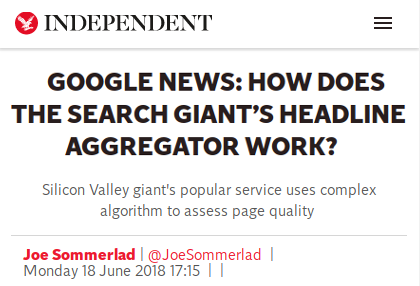 INDEPENDENT
GOOGLE NEWS: HOW DOES
THE SEARCH GIANT’S HEADLINE
AGGREGATOR WORK?
Silicon Valley giant's popular service uses complex
algorithm to assess page quality
Joe Sommerlad | @JoeSommerlad |
Monday 18 June 2018 17:15 | |